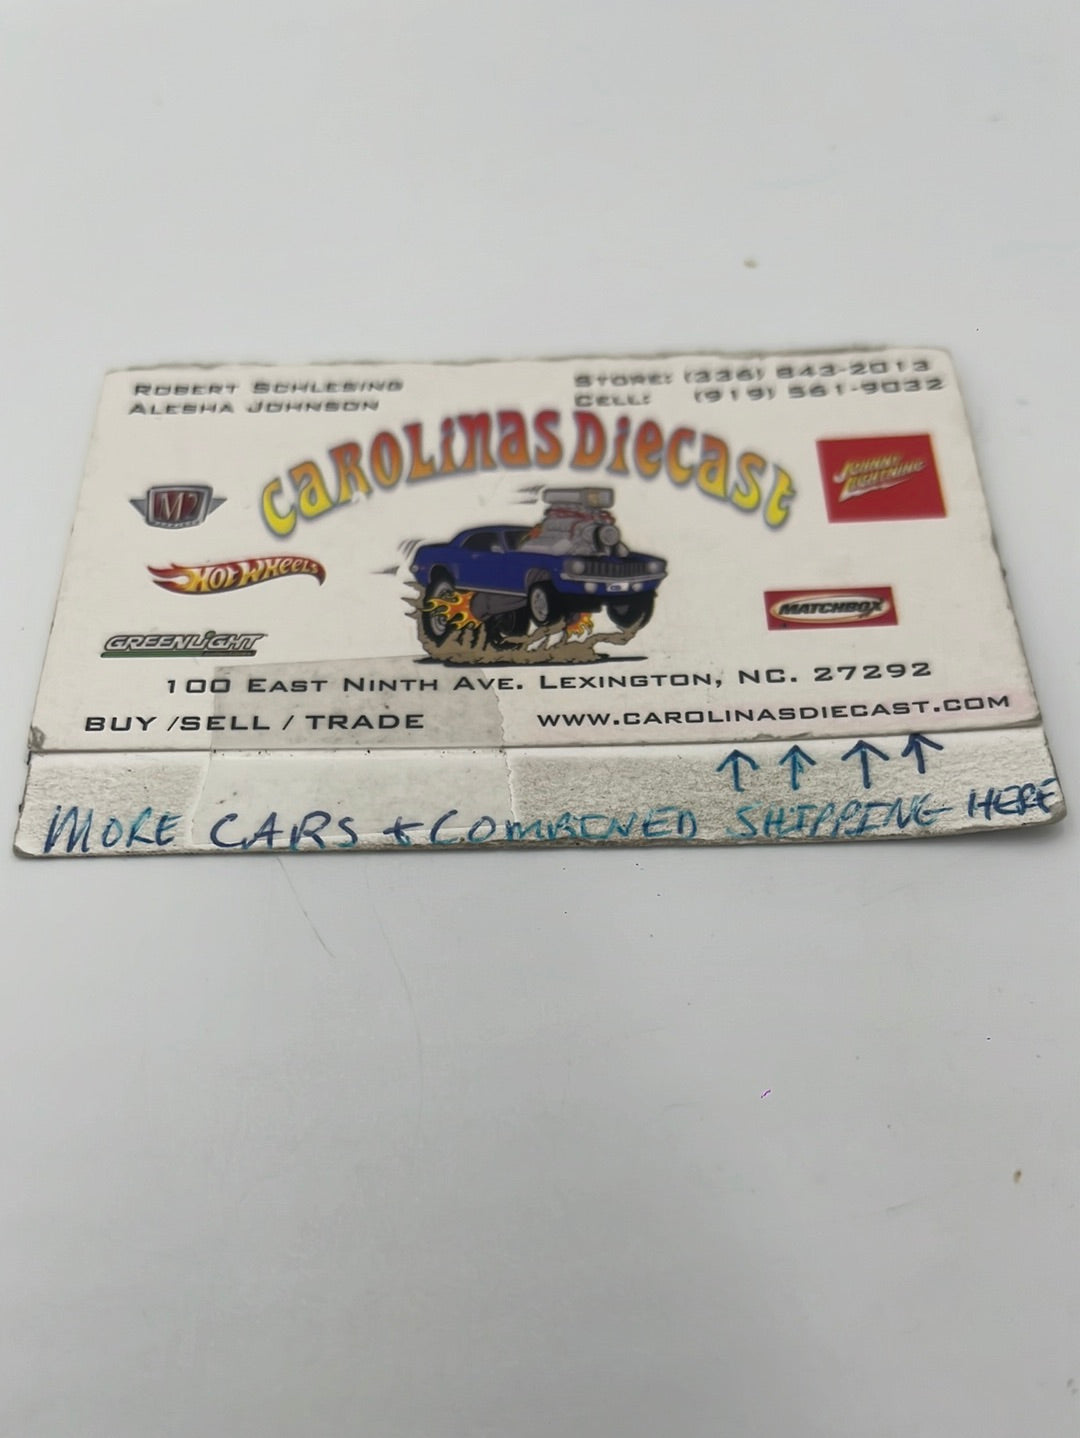 ROBERT SCHLESING
ALESHA JOHNSON
STORE: (336) 843-2013
CELL: (919) 561-9032
CAROLINAS DIECAST
M2
JOHNNY LIGHTNING
HOT WHEELS
MATCHBOX
GREENLIGHT
100 EAST NINTH AVE. LEXINGTON, NC. 27292
BUY /SELL / TRADE
WWW.CAROLINASDIECAST.COM
MORE CARS + COMBINED SHIPPING HERE